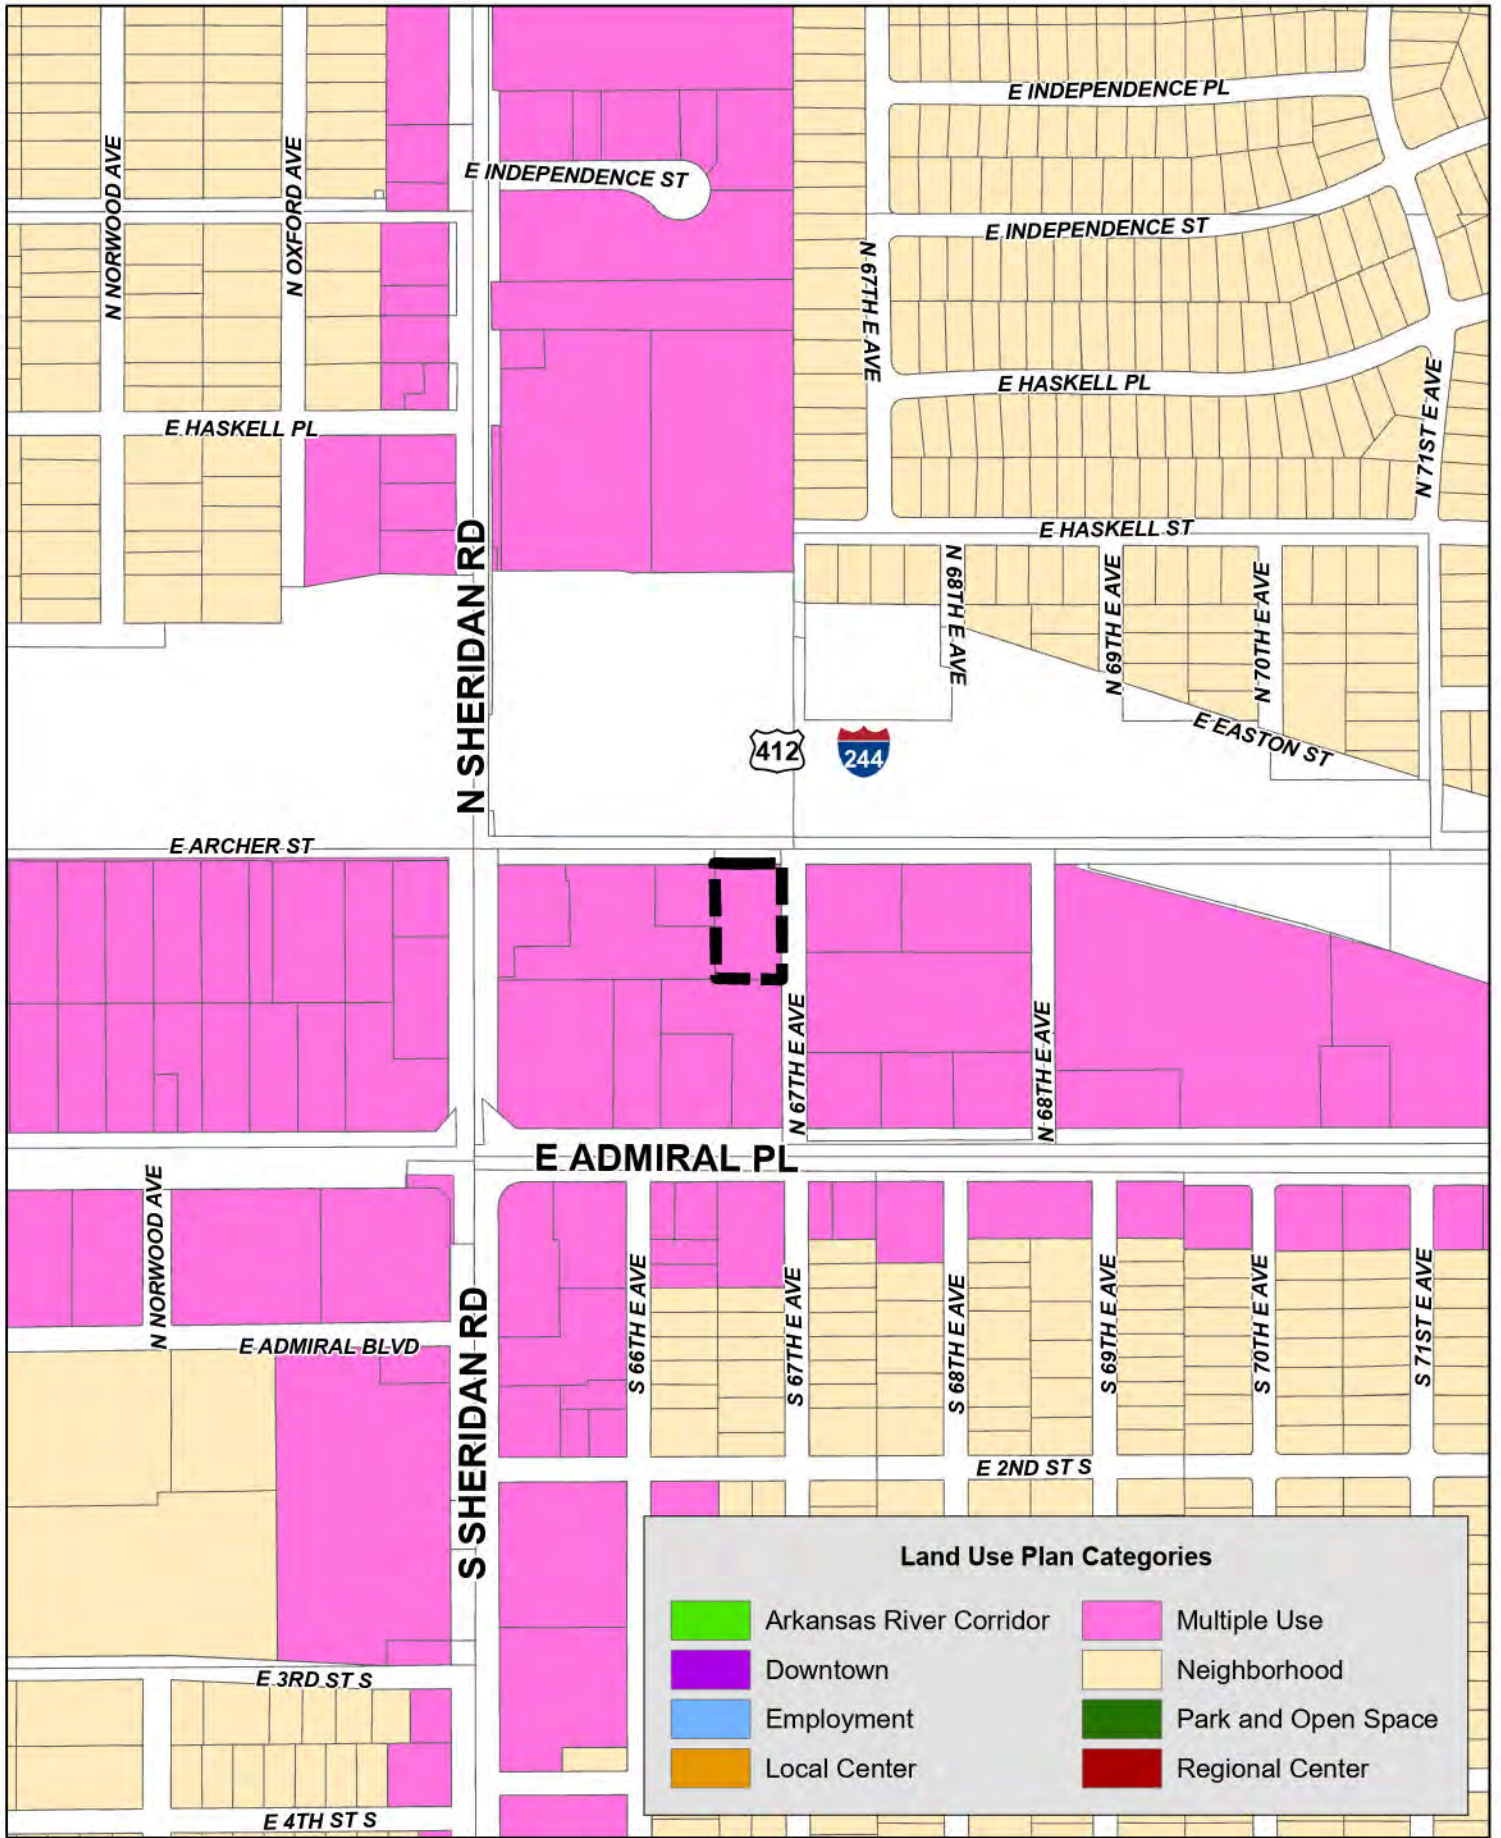 E INDEPENDENCE PL
N NORWOOD AVE
N OXFORD AVE
E INDEPENDENCE ST
E INDEPENDENCE ST
N 67TH E AVE
E HASKELL PL
N 71ST E AVE
E HASKELL PL
E HASKELL ST
N SHERIDAN RD
N 68TH E AVE
N 69TH E AVE
N 70TH E AVE
E EASTON ST
412
244
E ARCHER ST
N 67TH E AVE
N 68TH E AVE
E ADMIRAL PL
N NORWOOD AVE
S 66TH E AVE
S 67TH E AVE
S 68TH E AVE
S 69TH E AVE
S 70TH E AVE
S 71ST E AVE
E ADMIRAL BLVD
S SHERIDAN RD
E 2ND ST S
Land Use Plan Categories
Arkansas River Corridor
Downtown
Employment
Local Center
Multiple Use
Neighborhood
Park and Open Space
Regional Center
E 3RD ST S
E 4TH ST S